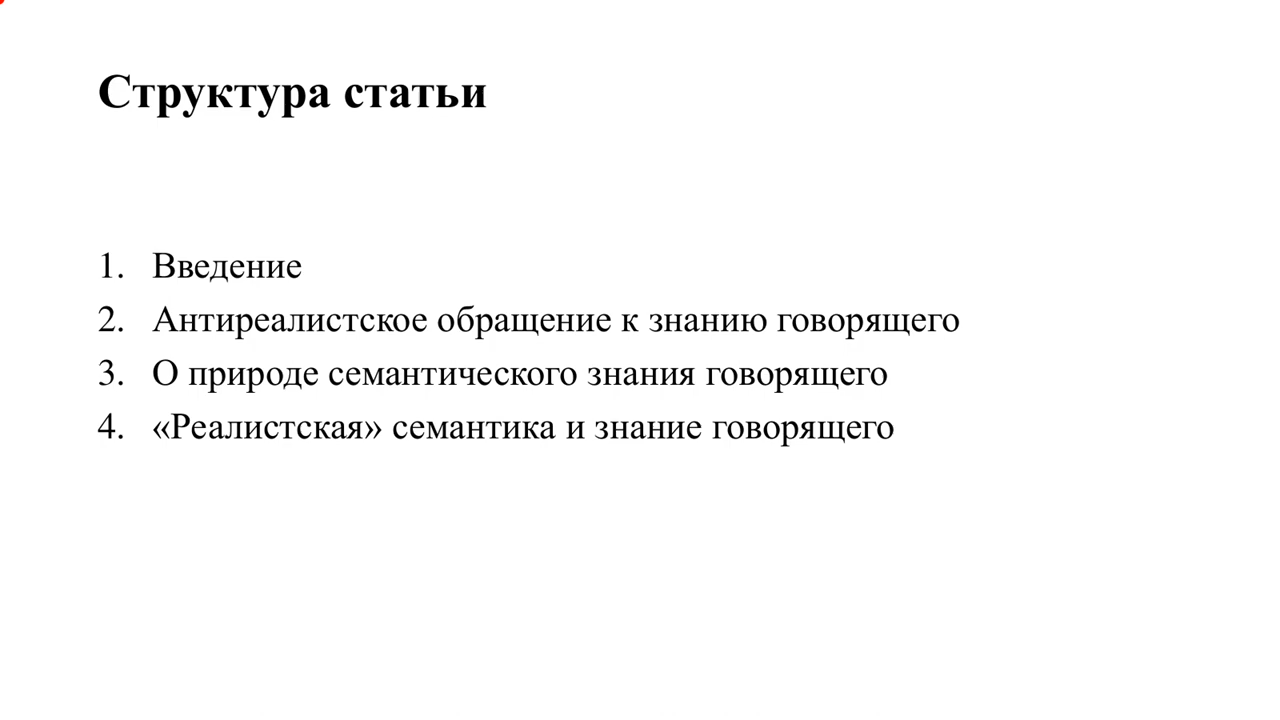 Структура статьи
1. Введение
2. Антиреалистское обращение к знанию говорящего
3. О природе семантического знания говорящего
4. «Реалистская» семантика и знание говорящего